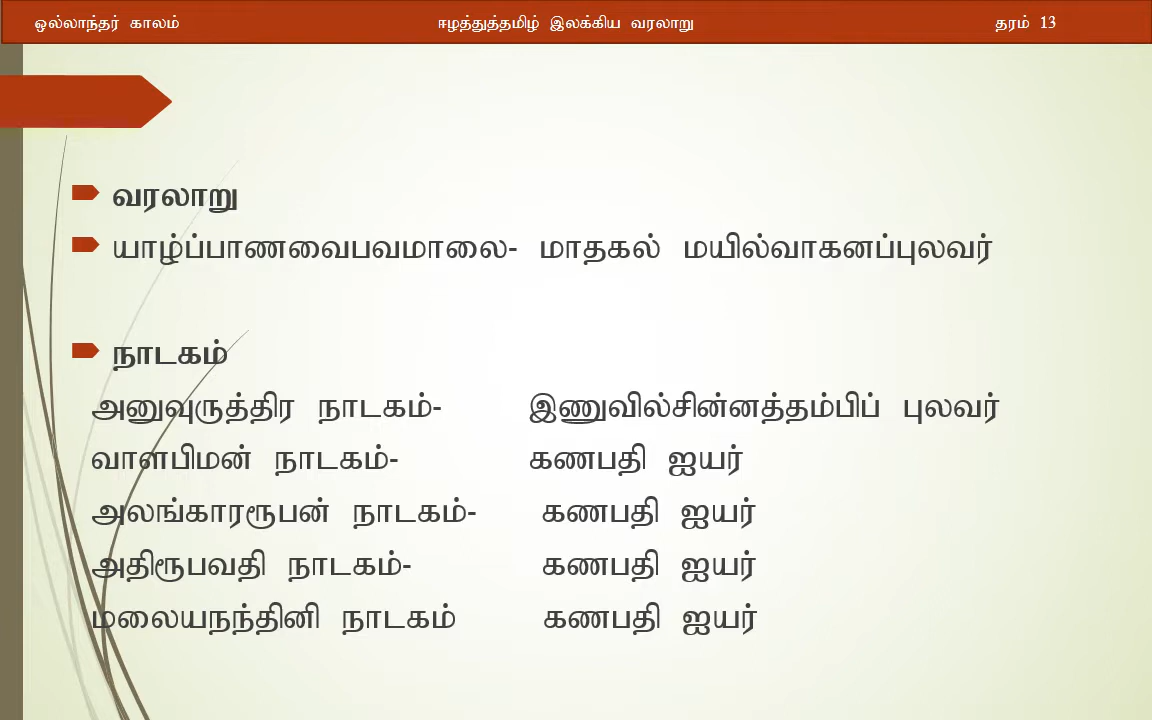 ஒல்லாந்தர் காலம் ஈழத்துத்தமிழ் இலக்கிய வரலாறு தரம் 13
வரலாறு
யாழ்ப்பாணவைபவமாலை- மாதகல் மயில்வாகனப்புலவர்
நாடகம்
அனுவுருத்திர நாடகம்- இணுவில்சின்னத்தம்பிப் புலவர்
வாளபிமன் நாடகம்- கணபதி ஐயர்
அலங்காரரூபன் நாடகம்- கணபதி ஐயர்
அதிரூபவதி நாடகம்- கணபதி ஐயர்
மலையநந்தினி நாடகம் கணபதி ஐயர்